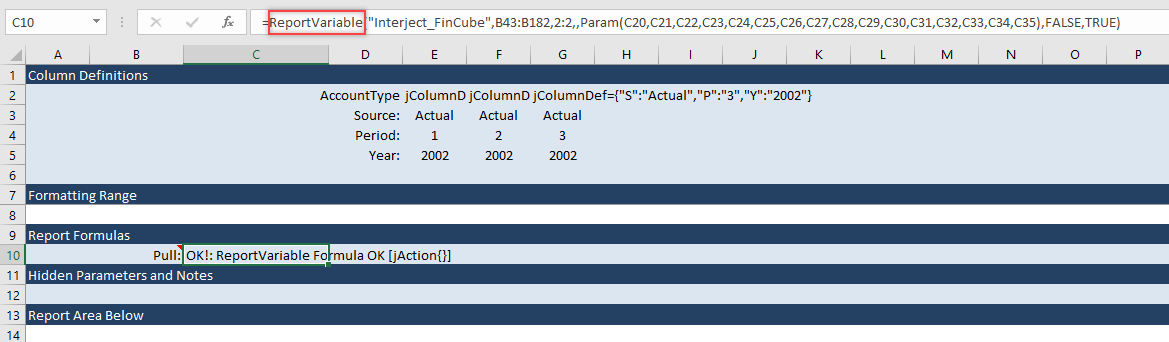 C10 =ReportVariable("Interject_FinCube",B43:B182,2:2,,Param(C20,C21,C22,C23,C24,C25,C26,C27,C28,C29,C30,C31,C32,C33,C34,C35),FALSE,TRUE)
A B C D E F G H I J K L M N O P
1 Column Definitions
2 AccountType jColumnD jColumnD jColumnDef={"S":"Actual","P":"3","Y":"2002"}
3 Source: Actual Actual Actual
4 Period: 1 2 3
5 Year: 2002 2002 2002
6
7 Formatting Range
8
9 Report Formulas
10 Pull: OK!: ReportVariable Formula OK [jAction{}]
11 Hidden Parameters and Notes
12
13 Report Area Below
14